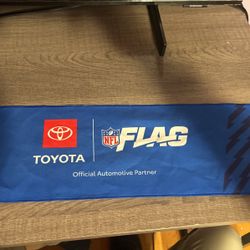 NFL FLAG
TOYOTA
Official Automotive Partner